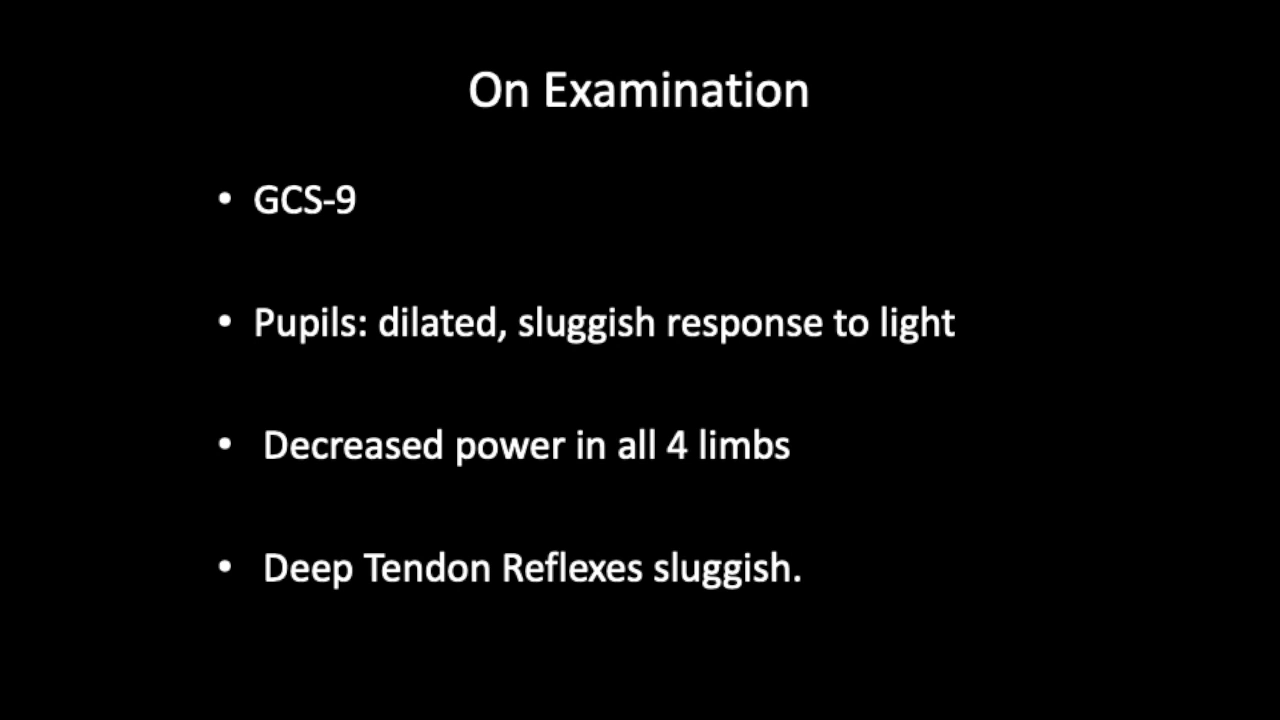 On Examination
• GCS-9
• Pupils: dilated, sluggish response to light
• Decreased power in all 4 limbs
• Deep Tendon Reflexes sluggish.